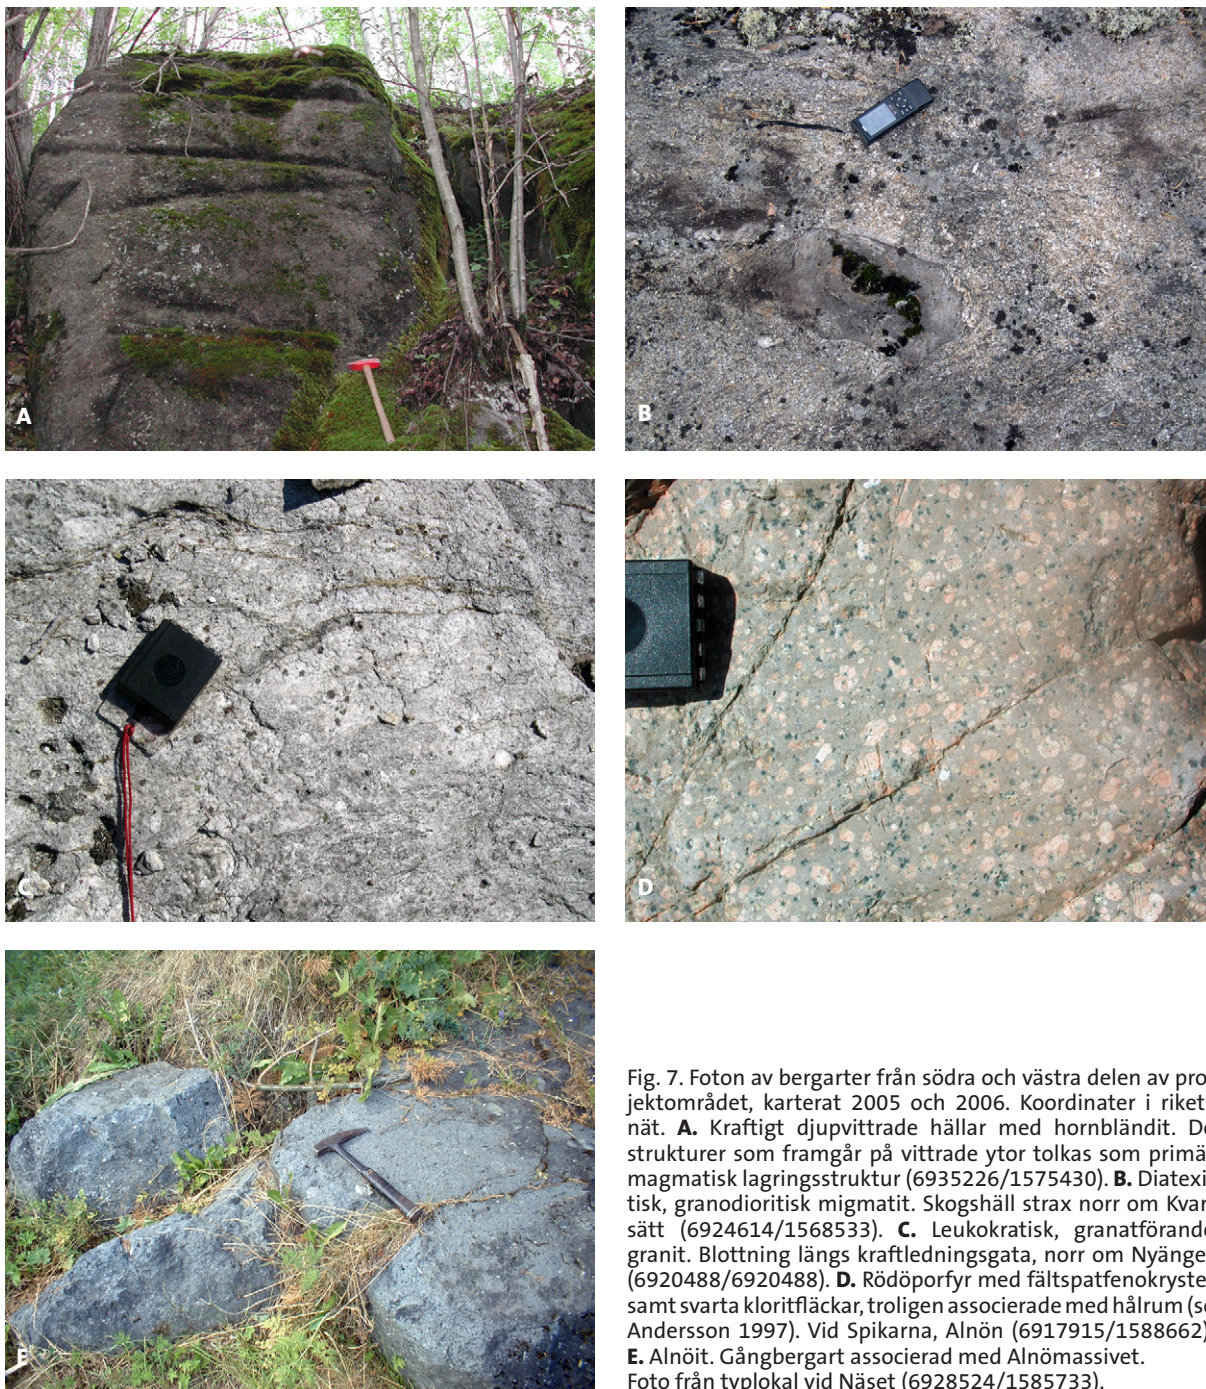 A
B
C
D
E
Fig. 7. Foton av bergarter från södra och västra delen av pro
jektområdet, karterat 2005 och 2006. Koordinater i riket
nät. A. Kraftigt djupvittrade hällar med hornbländit. De
strukturer som framgår på vittrade ytor tolkas som primä
magmatisk lagringsstruktur (6935226/1575430). B. Diatexi
tisk, granodioritisk migmatit. Skogshäll strax norr om Kvar
sätt (6924614/1568533). C. Leukokratisk, granatförande
granit. Blottning längs kraftledningsgata, norr om Nyänge
(6920488/6920488). D. Rödöporfyr med fältspatfenokryste
samt svarta kloritfläckar, troligen associerade med hålrum (se
Andersson 1997). Vid Spikarna, Alnön (6917915/1588662)
E. Alnöit. Gångbergart associerad med Alnömassivet.
Foto från typlokal vid Näset (6928524/1585733).